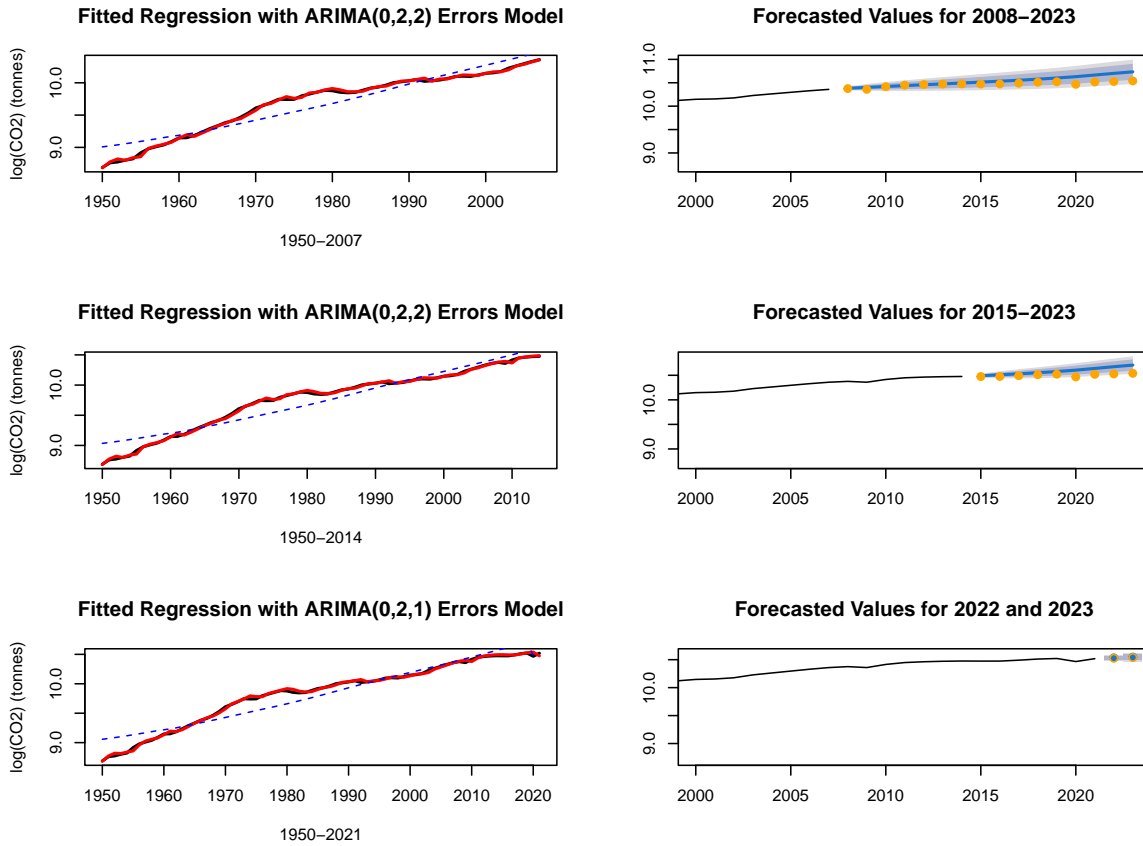 Fitted Regression with ARIMA(0,2,2) Errors Model
log(CO2) (tonnes)
10.0
9.0
1950 1960 1970 1980 1990 2000
1950−2007
Forecasted Values for 2008−2023
11.0
10.0
9.0
2000 2005 2010 2015 2020
Fitted Regression with ARIMA(0,2,2) Errors Model
log(CO2) (tonnes)
10.0
9.0
1950 1960 1970 1980 1990 2000 2010
1950−2014
Forecasted Values for 2015−2023
10.0
9.0
2000 2005 2010 2015 2020
Fitted Regression with ARIMA(0,2,1) Errors Model
log(CO2) (tonnes)
10.0
9.0
1950 1960 1970 1980 1990 2000 2010 2020
1950−2021
Forecasted Values for 2022 and 2023
10.0
9.0
2000 2005 2010 2015 2020